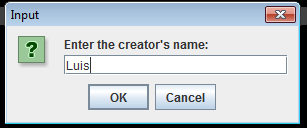 Input
Enter the creator's name:
Luis
OK Cancel